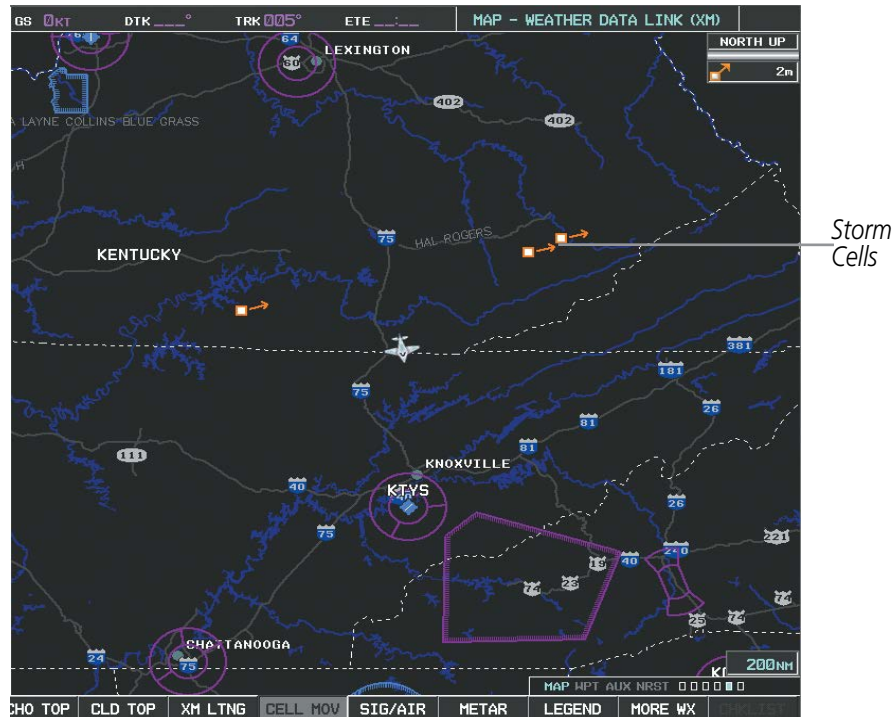 GS 0KT DTK ___° TRK 005° ETE __:__ MAP - WEATHER DATA LINK (XM)
NORTH UP
2m
64
LEXINGTON
60
402
402
A LAYNE COLLINS BLUE GRASS
75
HAL ROGERS
Storm
Cells
KENTUCKY
381
181
75
26
81
81
111
KNOXVILLE
40
KTYS
26
75
221
240
40
19
74
23
74
25
74
CHATTANOOGA
24
75
200NM
MAP WPT AUX NRST
CHO TOP CLD TOP XM LTNG CELL MOV SIG/AIR METAR LEGEND MORE WX CHKLIST